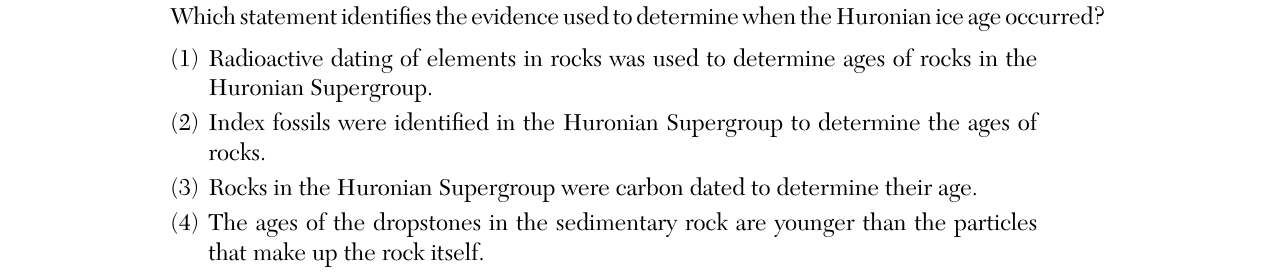 Which statement identifies the evidence used to determine when the Huronian ice age occurred?
(1) Radioactive dating of elements in rocks was used to determine ages of rocks in the
Huronian Supergroup.
(2) Index fossils were identified in the Huronian Supergroup to determine the ages of
rocks.
(3) Rocks in the Huronian Supergroup were carbon dated to determine their age.
(4) The ages of the dropstones in the sedimentary rock are younger than the particles
that make up the rock itself.